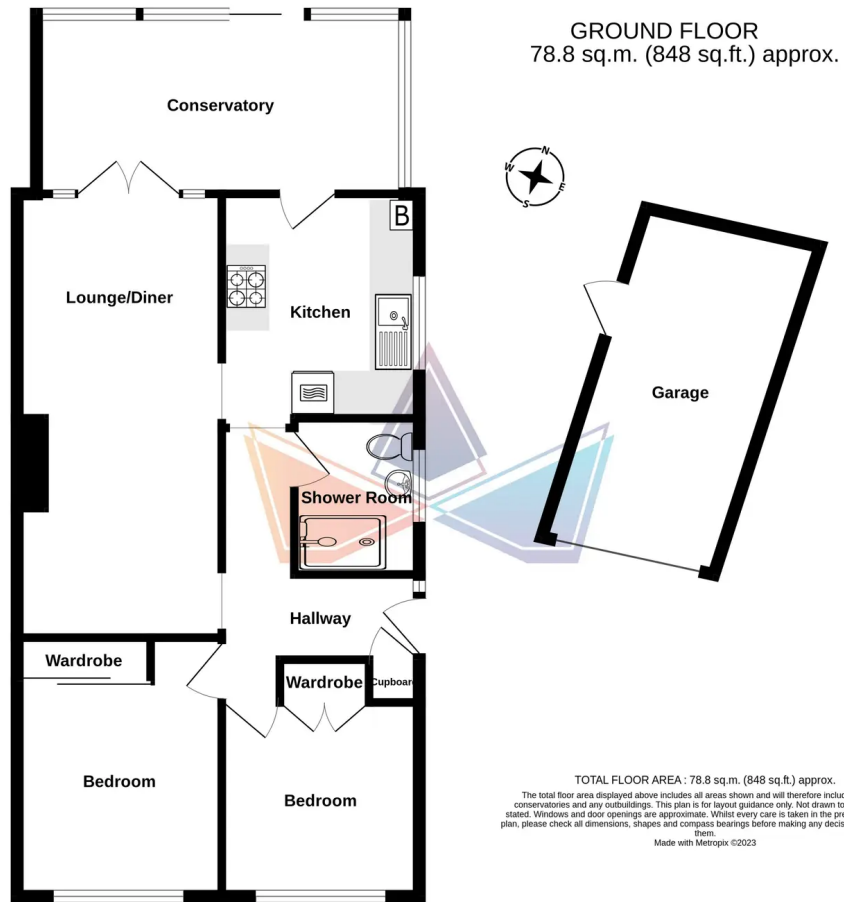 GROUND FLOOR
78.8 sq.m. (848 sq.ft.) approx.
Conservatory
N
W
E
S
B
Lounge/Diner
Kitchen
Garage
Shower Room
Hallway
Wardrobe
Wardrobe
Cupboar
Bedroom
Bedroom
TOTAL FLOOR AREA : 78.8 sq.m. (848 sq.ft.) approx.
The total floor area displayed above includes all areas shown and will therefore includ
conservatories and any outbuildings. This plan is for layout guidance only. Not drawn to
stated. Windows and door openings are approximate. Whilst every care is taken in the pre
plan, please check all dimensions, shapes and compass bearings before making any decis
them.
Made with Metropix ©2023